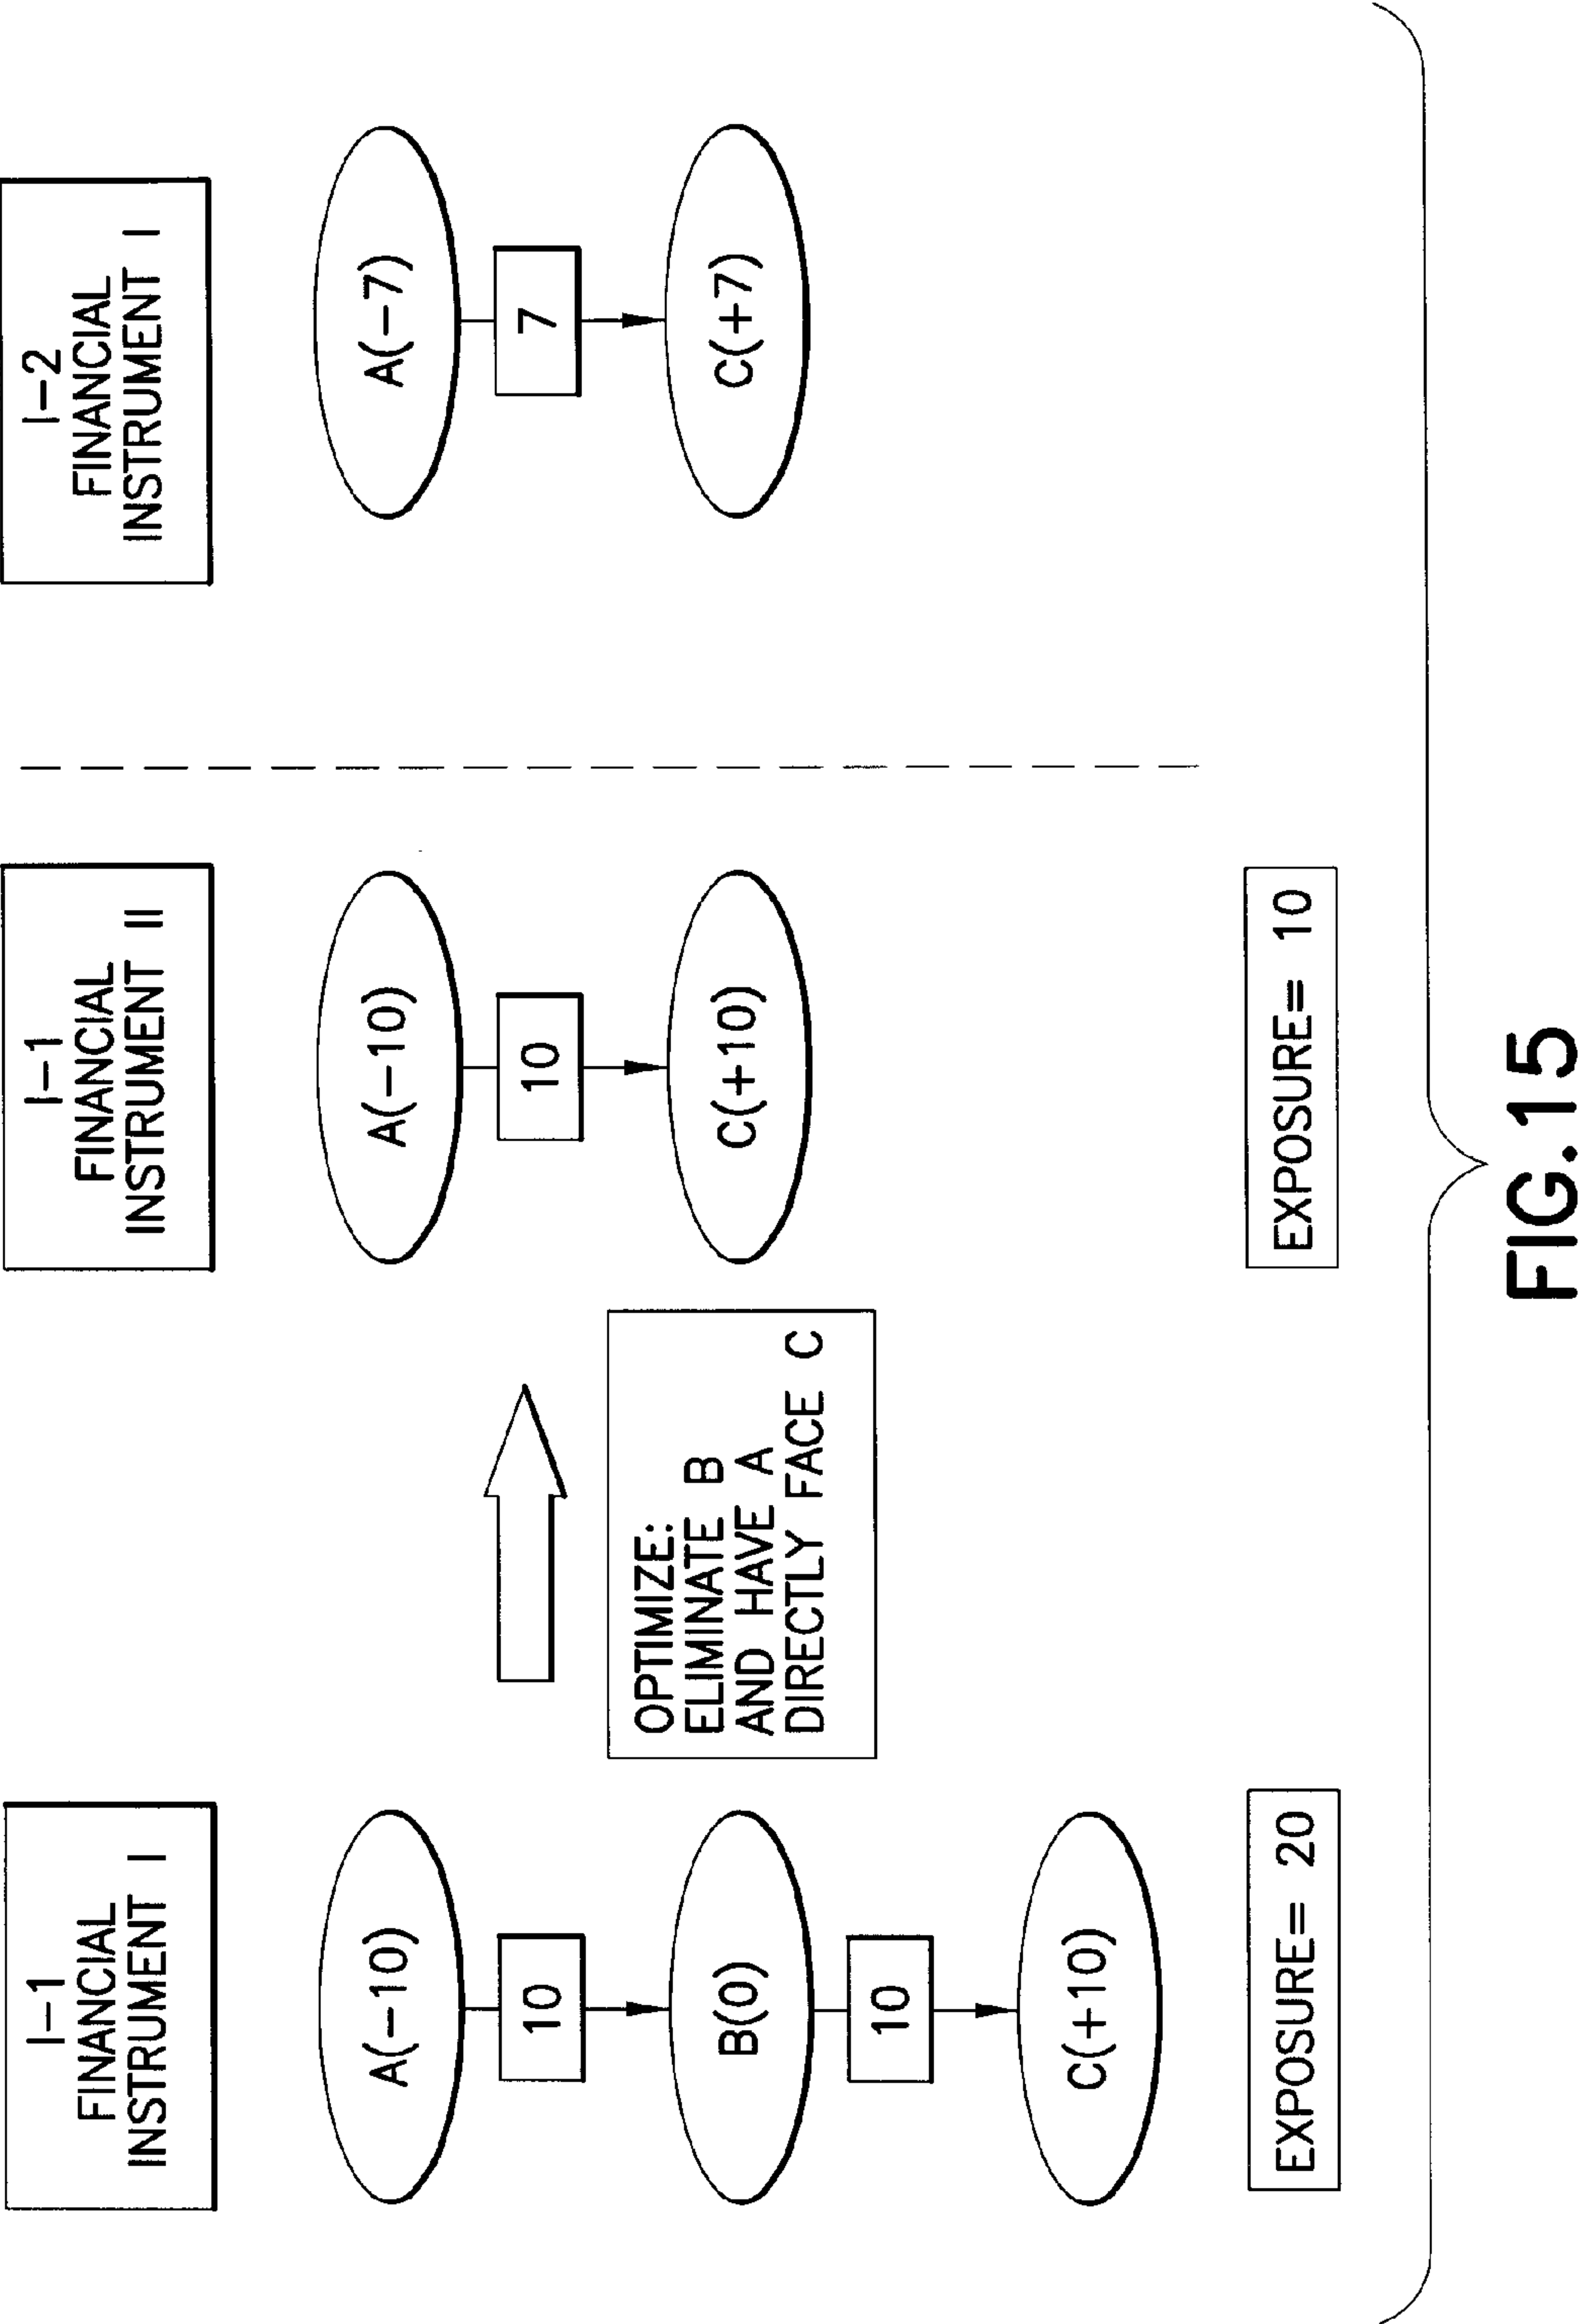 I-1
FINANCIAL
INSTRUMENT I
A(-10)
10
B(0)
10
C(+10)
EXPOSURE= 20
OPTIMIZE:
ELIMINATE B
AND HAVE A
DIRECTLY FACE C
I-1
FINANCIAL
INSTRUMENT II
A(-10)
10
C(+10)
EXPOSURE= 10
I-2
FINANCIAL
INSTRUMENT I
A(-7)
7
C(+7)
FIG.15